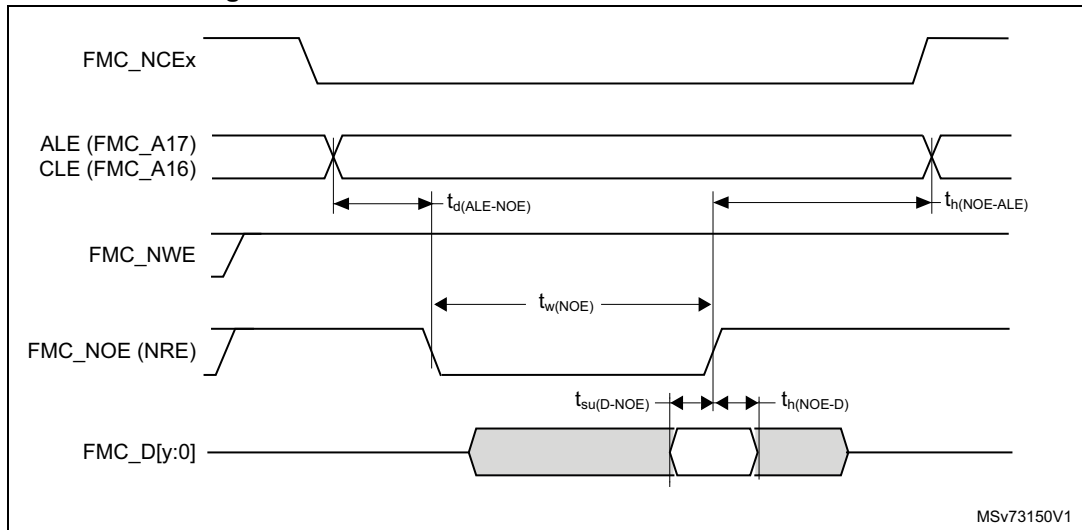 FMC_NCEx
ALE (FMC_A17)
CLE (FMC_A16)
td(ALE-NOE)
th(NOE-ALE)
FMC_NWE
tw(NOE)
FMC_NOE (NRE)
tsu(D-NOE)
th(NOE-D)
FMC_D[y:0]
MSv73150V1